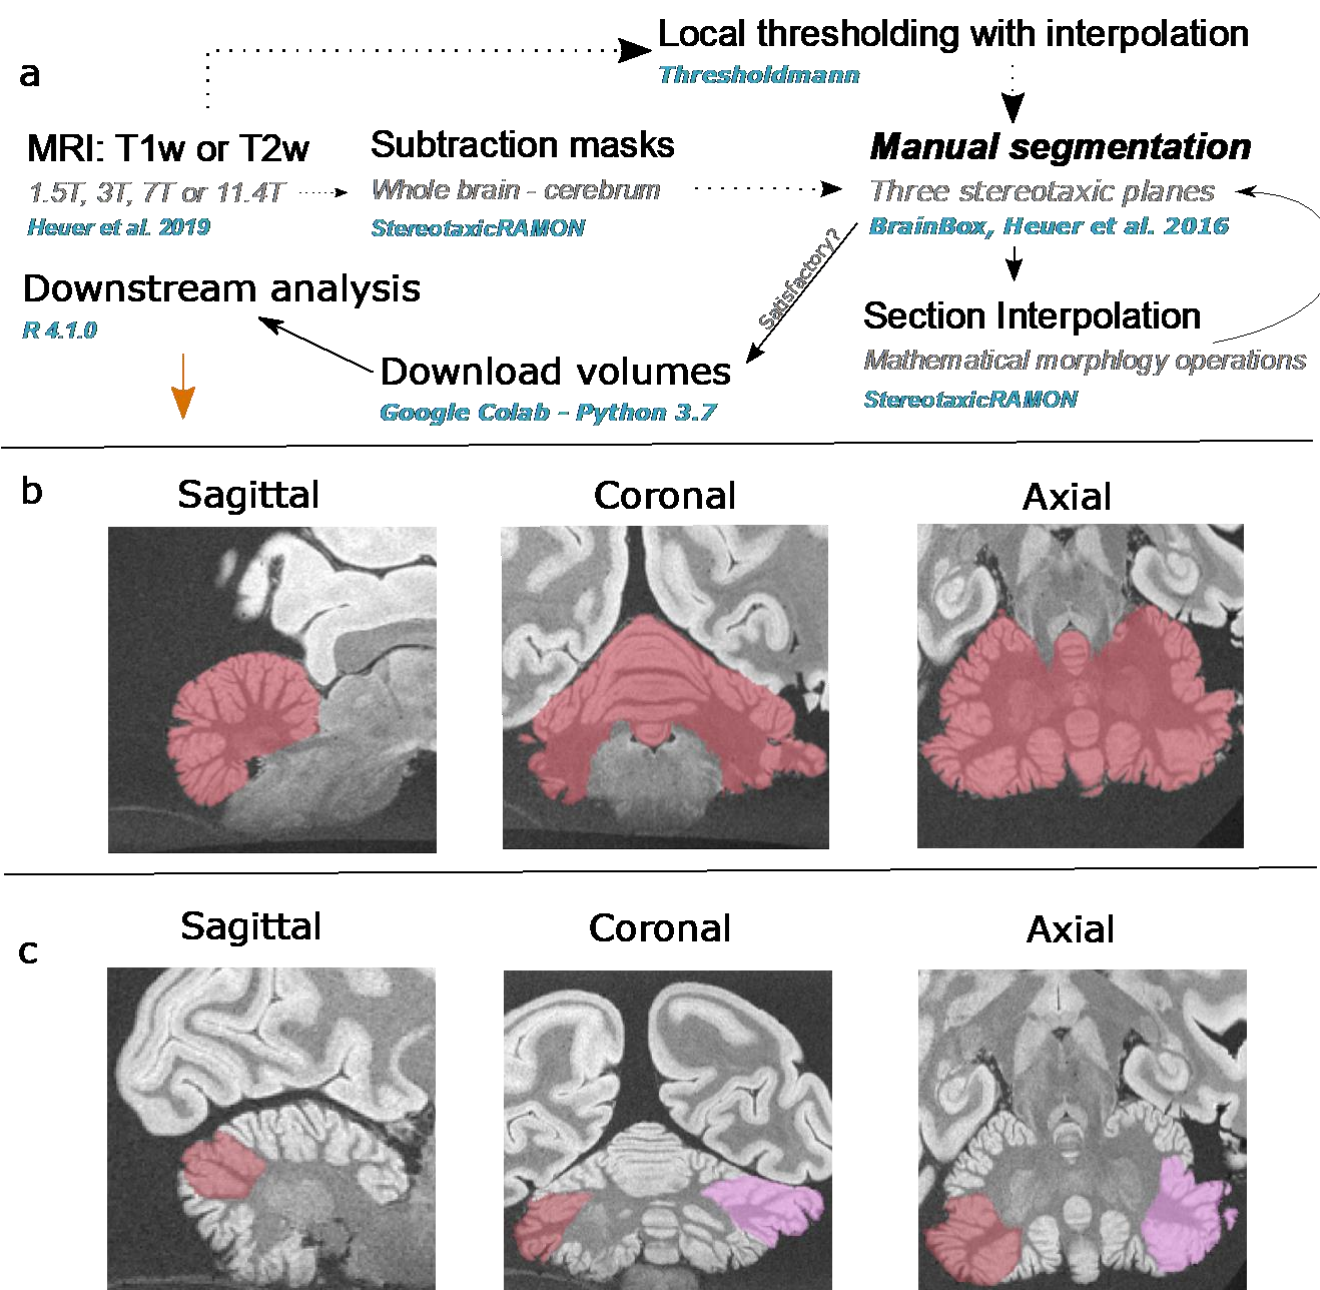 a
Local thresholding with interpolation
Thresholdmann
MRI: T1w or T2w
1.5T, 3T, 7T or 11.4T
Heuer et al. 2019
Subtraction masks
Whole brain - cerebrum
StereotaxicRAMON
Manual segmentation
Three stereotaxic planes
BrainBox, Heuer et al. 2016
Satisfactory?
Section Interpolation
Mathematical morphlogy operations
StereotaxicRAMON
Download volumes
Google Colab - Python 3.7
Downstream analysis
R 4.1.0
b
Sagittal
Coronal
Axial
c
Sagittal
Coronal
Axial